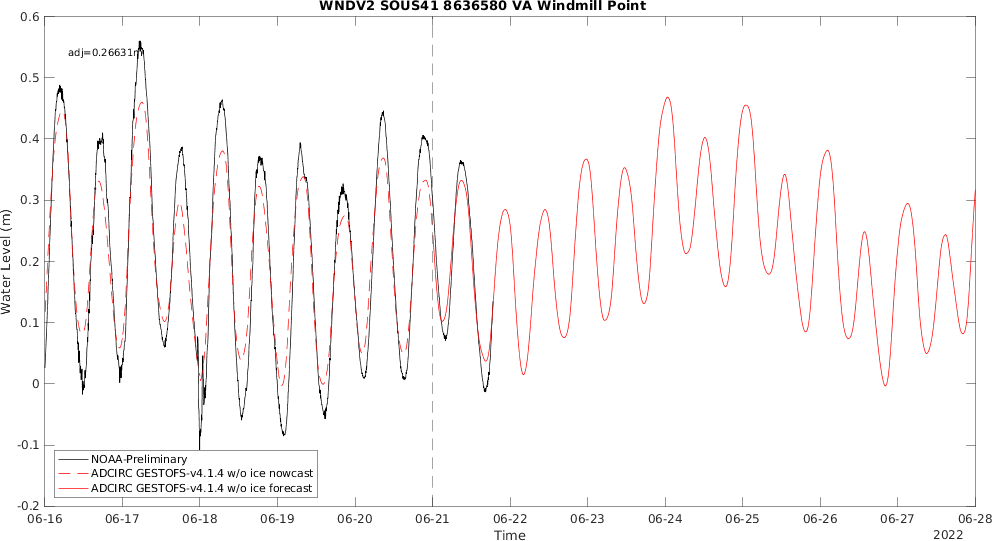 WNDV2 SOUS41 8636580 VA Windmill Point
adj=0.26631m
0.6
0.5
0.4
0.3
0.2
0.1
0
-0.1
-0.2
Water Level (m)
NOAA-Preliminary
ADCIRC GESTOFS-v4.1.4 w/o ice nowcast
ADCIRC GESTOFS-v4.1.4 w/o ice forecast
06-16 06-17 06-18 06-19 06-20 06-21 06-22 06-23 06-24 06-25 06-26 06-27 06-28
Time
2022